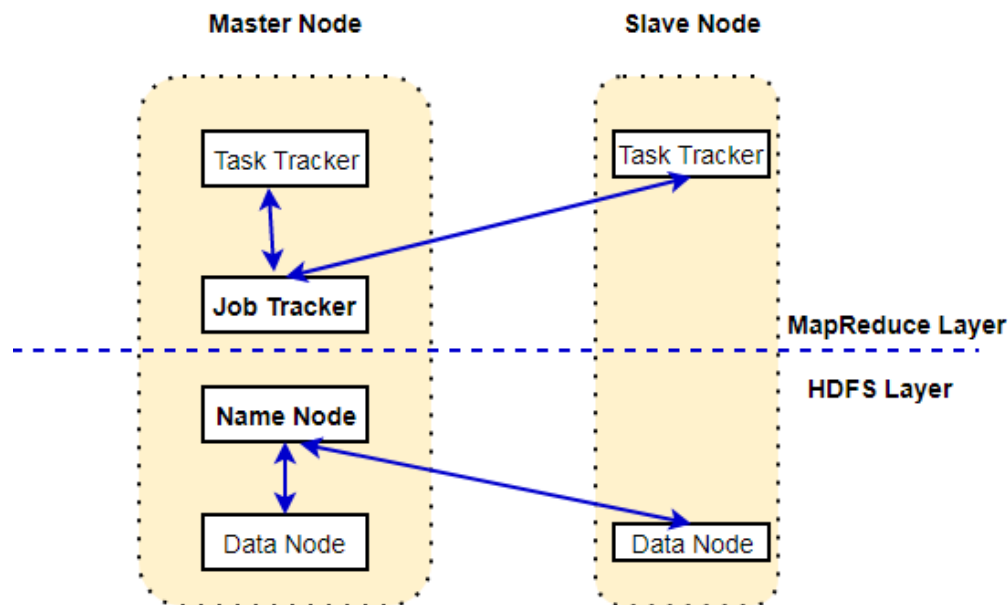 Master Node
Slave Node
Task Tracker
Task Tracker
Job Tracker
MapReduce Layer
HDFS Layer
Name Node
Data Node
Data Node